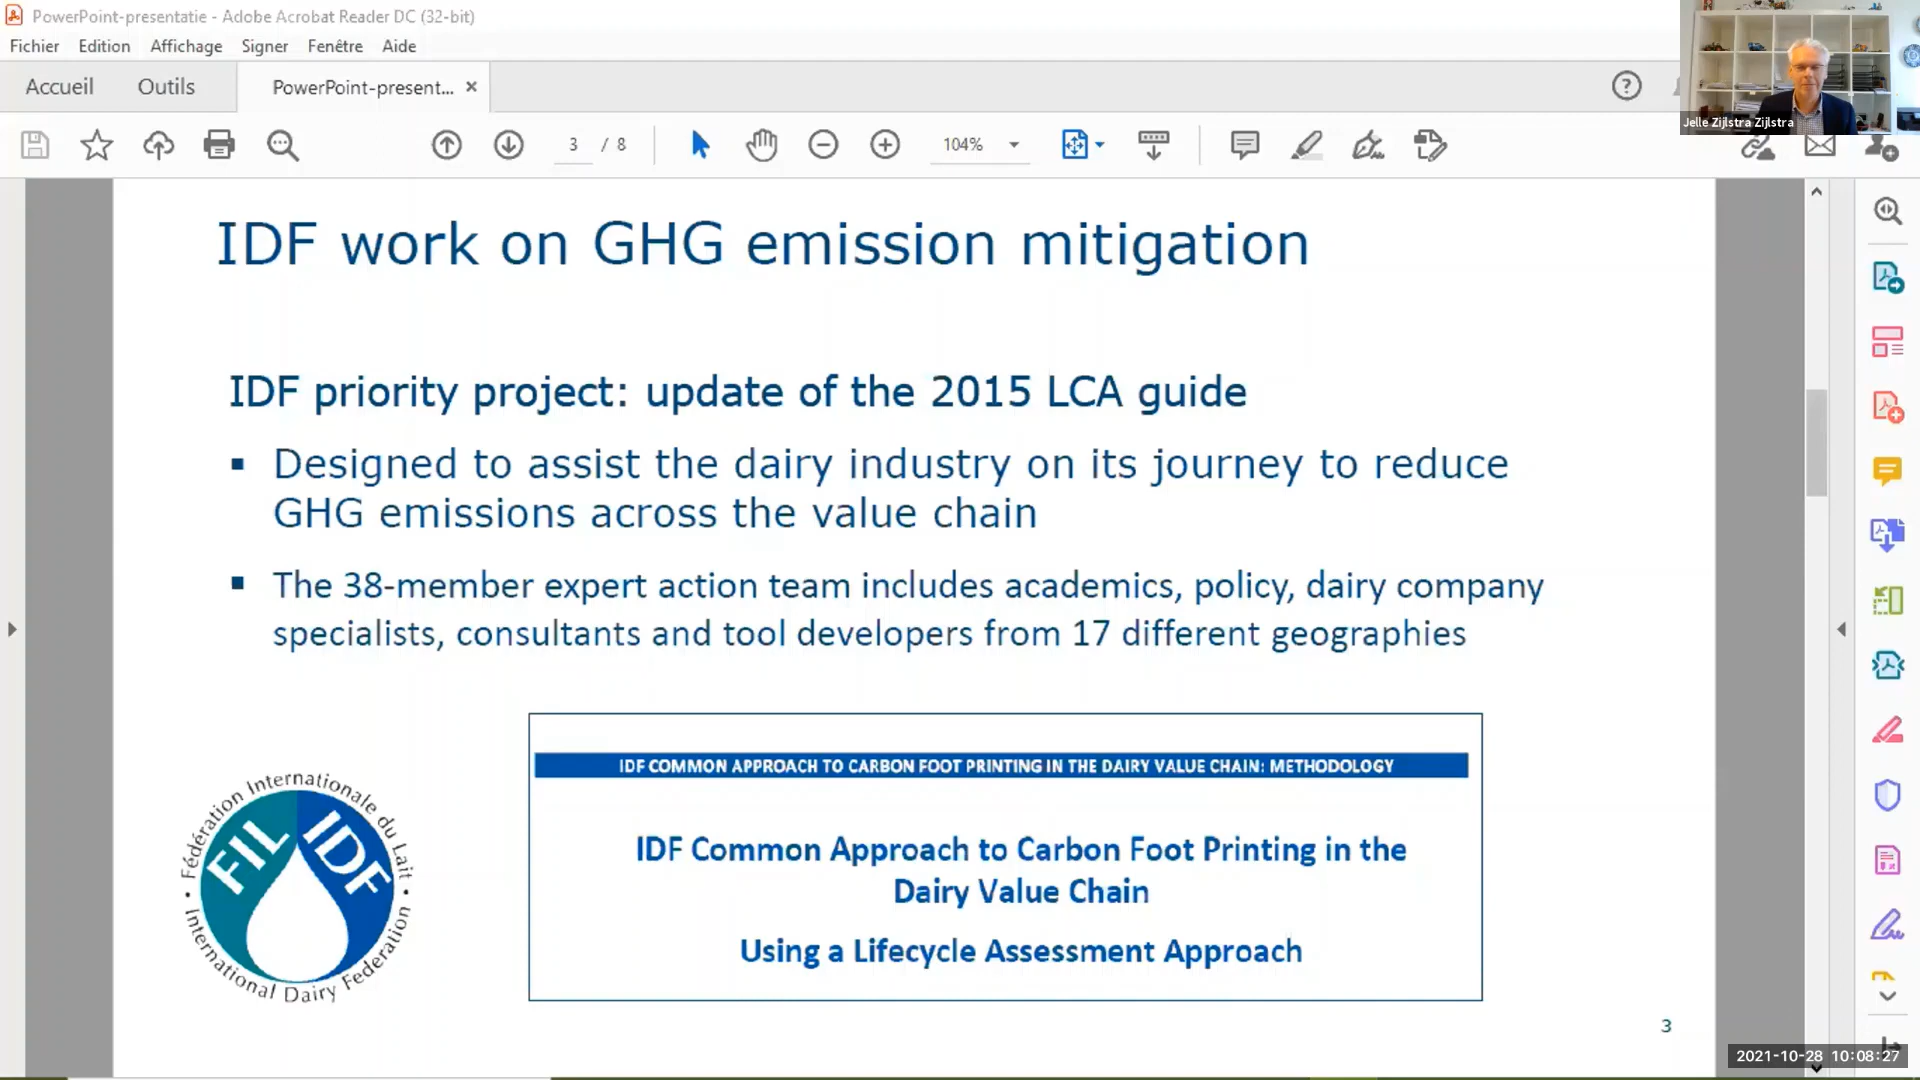 PowerPoint-presentatie - Adobe Acrobat Reader DC (32-bit)
Fichier Edition Affichage Signer Fenêtre Aide
Accueil Outils PowerPoint-present... ×
3 / 8 104%
Jelle Zijlstra Zijlstra
IDF work on GHG emission mitigation
IDF priority project: update of the 2015 LCA guide
▪ Designed to assist the dairy industry on its journey to reduce
GHG emissions across the value chain
▪ The 38-member expert action team includes academics, policy, dairy company
specialists, consultants and tool developers from 17 different geographies
Fédération Internationale du Lait
FIL IDF
International Dairy Federation
IDF COMMON APPROACH TO CARBON FOOT PRINTING IN THE DAIRY VALUE CHAIN: METHODOLOGY
IDF Common Approach to Carbon Foot Printing in the
Dairy Value Chain
Using a Lifecycle Assessment Approach
3
2021-10-28 10:08:27